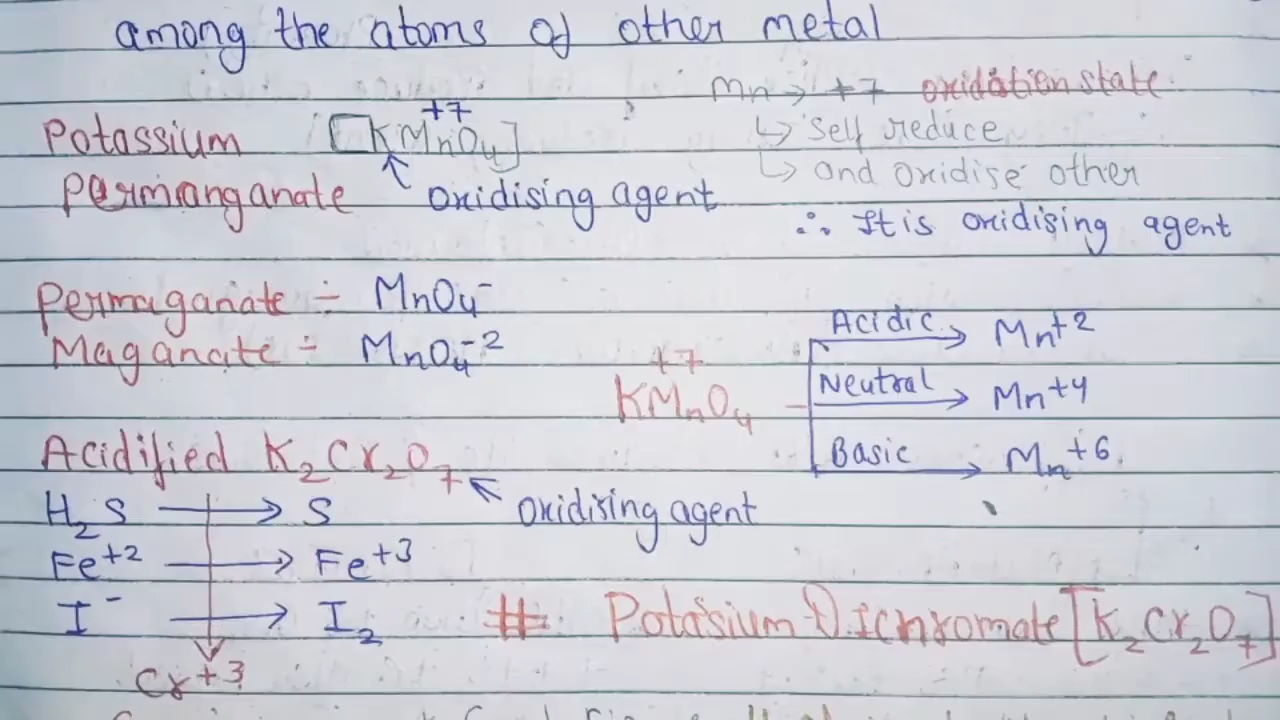 among the atoms of other metal
Mn → +7 oxidation state
↳ Self reduce
↳ and oxidise other
∴ It is oxidising agent
+7
Potassium [KMnO4]
Permanganate
oxidising agent
Permaganate ÷ MnO4-
Maganate ÷ MnO4-2
+7
KMnO4
Acidic → Mn+2
Neutral → Mn+4
Basic → Mn+6
Acidified K2Cr2O7
oxidising agent
H2S → S
Fe+2 → Fe+3
I- → I2
Cr+3
# Potassium Dichromate [K2Cr2O7]